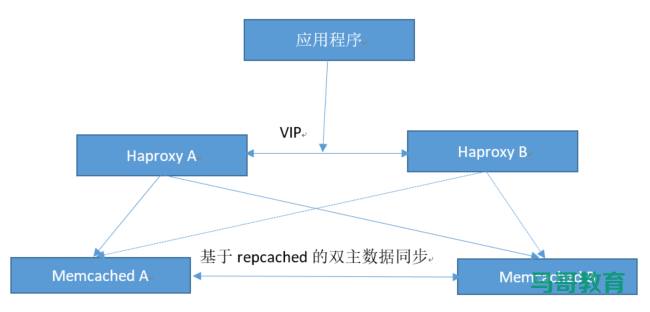 应用程序
VIP
Haproxy A
Haproxy B
基于 repcached 的双主数据同步
Memcached A
Memcached B
马哥教育